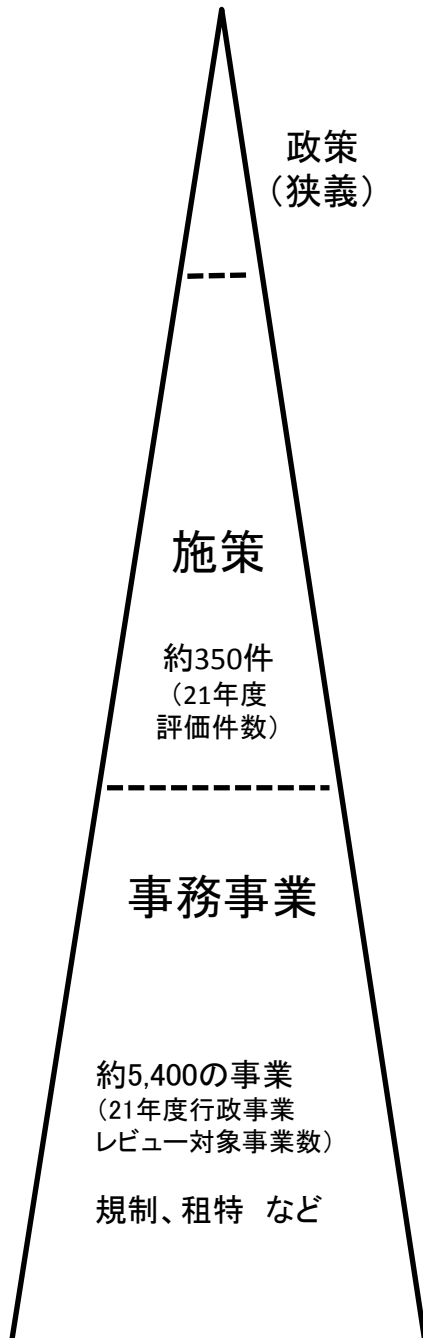 政策
（狭義）
施策
約350件
（21年度
評価件数）
事務事業
約5,400の事業
（21年度行政事業
レビュー対象事業数）
規制、租特　など